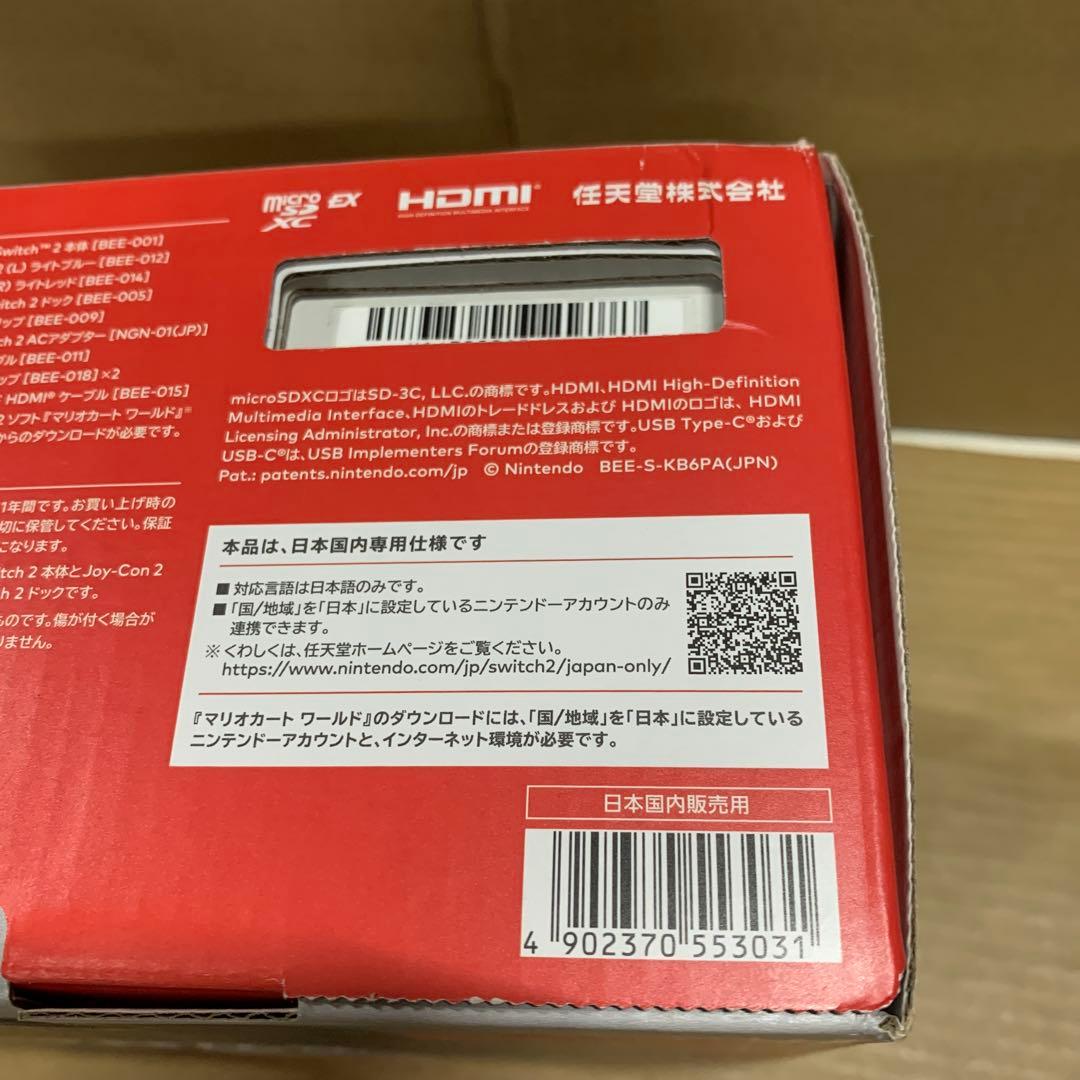 micro SD XC EX HDMI 任天堂株式会社
HIGH DEFINITION MULTIMEDIA INTERFACE
Switch™ 2 本体 [BEE-001]
2 (L) ライトブルー [BEE-012]
R) ライトレッド [BEE-014]
itch 2 ドック [BEE-005]
ップ [BEE-009]
ch 2 ACアダプター [NGN-01(JP)]
ブル [BEE-011]
ップ [BEE-018]×2
HDMI® ケーブル [BEE-015]
2 ソフト『マリオカート ワールド』※
からのダウンロードが必要です。
1年間です。お買い上げ時の
切に保管してください。保証
になります。
tch 2 本体とJoy-Con 2
h 2 ドックです。
ものです。傷が付く場合が
りません。
microSDXCロゴはSD-3C, LLC.の商標です。HDMI、HDMI High-Definition
Multimedia Interface、HDMIのトレードドレスおよび HDMIのロゴは、HDMI
Licensing Administrator, Inc.の商標または登録商標です。USB Type-C®および
USB-C®は、USB Implementers Forumの登録商標です。
Pat.: patents.nintendo.com/jp © Nintendo BEE-S-KB6PA(JPN)
本品は、日本国内専用仕様です
■ 対応言語は日本語のみです。
■ 「国/地域」を「日本」に設定しているニンテンドーアカウントのみ
連携できます。
※ くわしくは、任天堂ホームページをご覧ください。
https://www.nintendo.com/jp/switch2/japan-only/
『マリオカート ワールド』のダウンロードには、「国/地域」を「日本」に設定している
ニンテンドーアカウントと、インターネット環境が必要です。
日本国内販売用
4 902370 553031